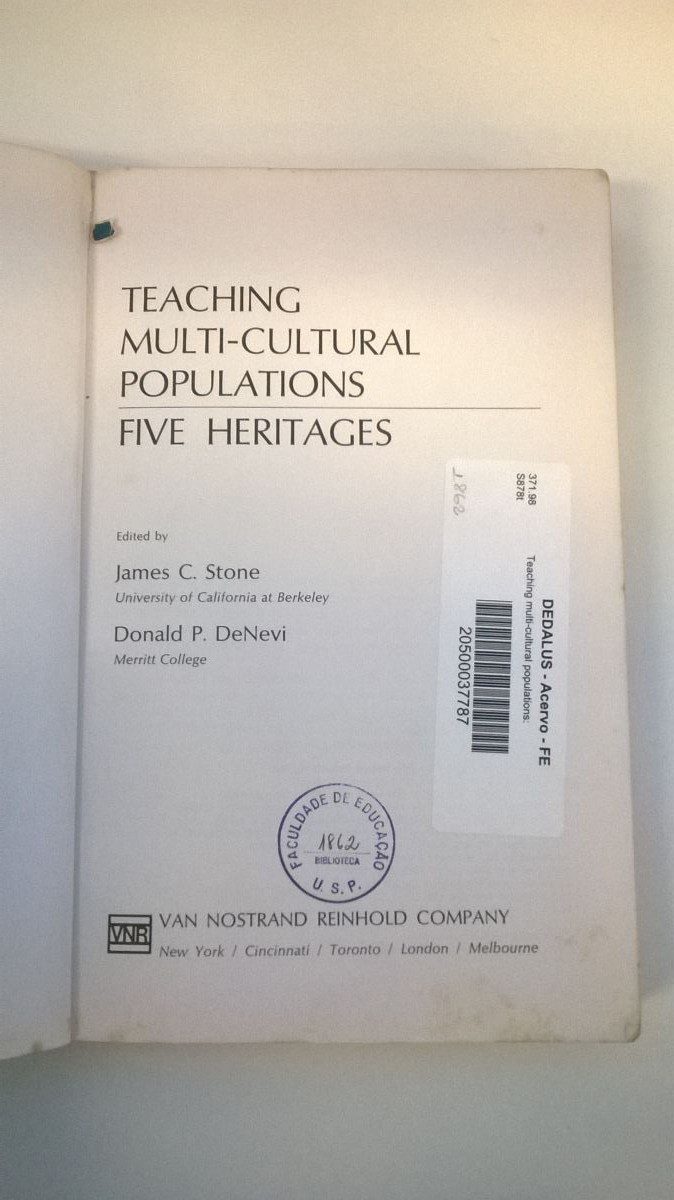 TEACHING
MULTI-CULTURAL
POPULATIONS
FIVE HERITAGES
Edited by
James C. Stone
University of California at Berkeley
Donald P. DeNevi
Merritt College
1862
371.98
S878t
Teaching multi-cultural populations:
DEDALUS - Acervo - FE
20500037787
FACULDADE DE EDUCAÇÃO
1862
BIBLIOTECA
U.S.P.
VNR
VAN NOSTRAND REINHOLD COMPANY
New York / Cincinnati / Toronto / London / Melbourne